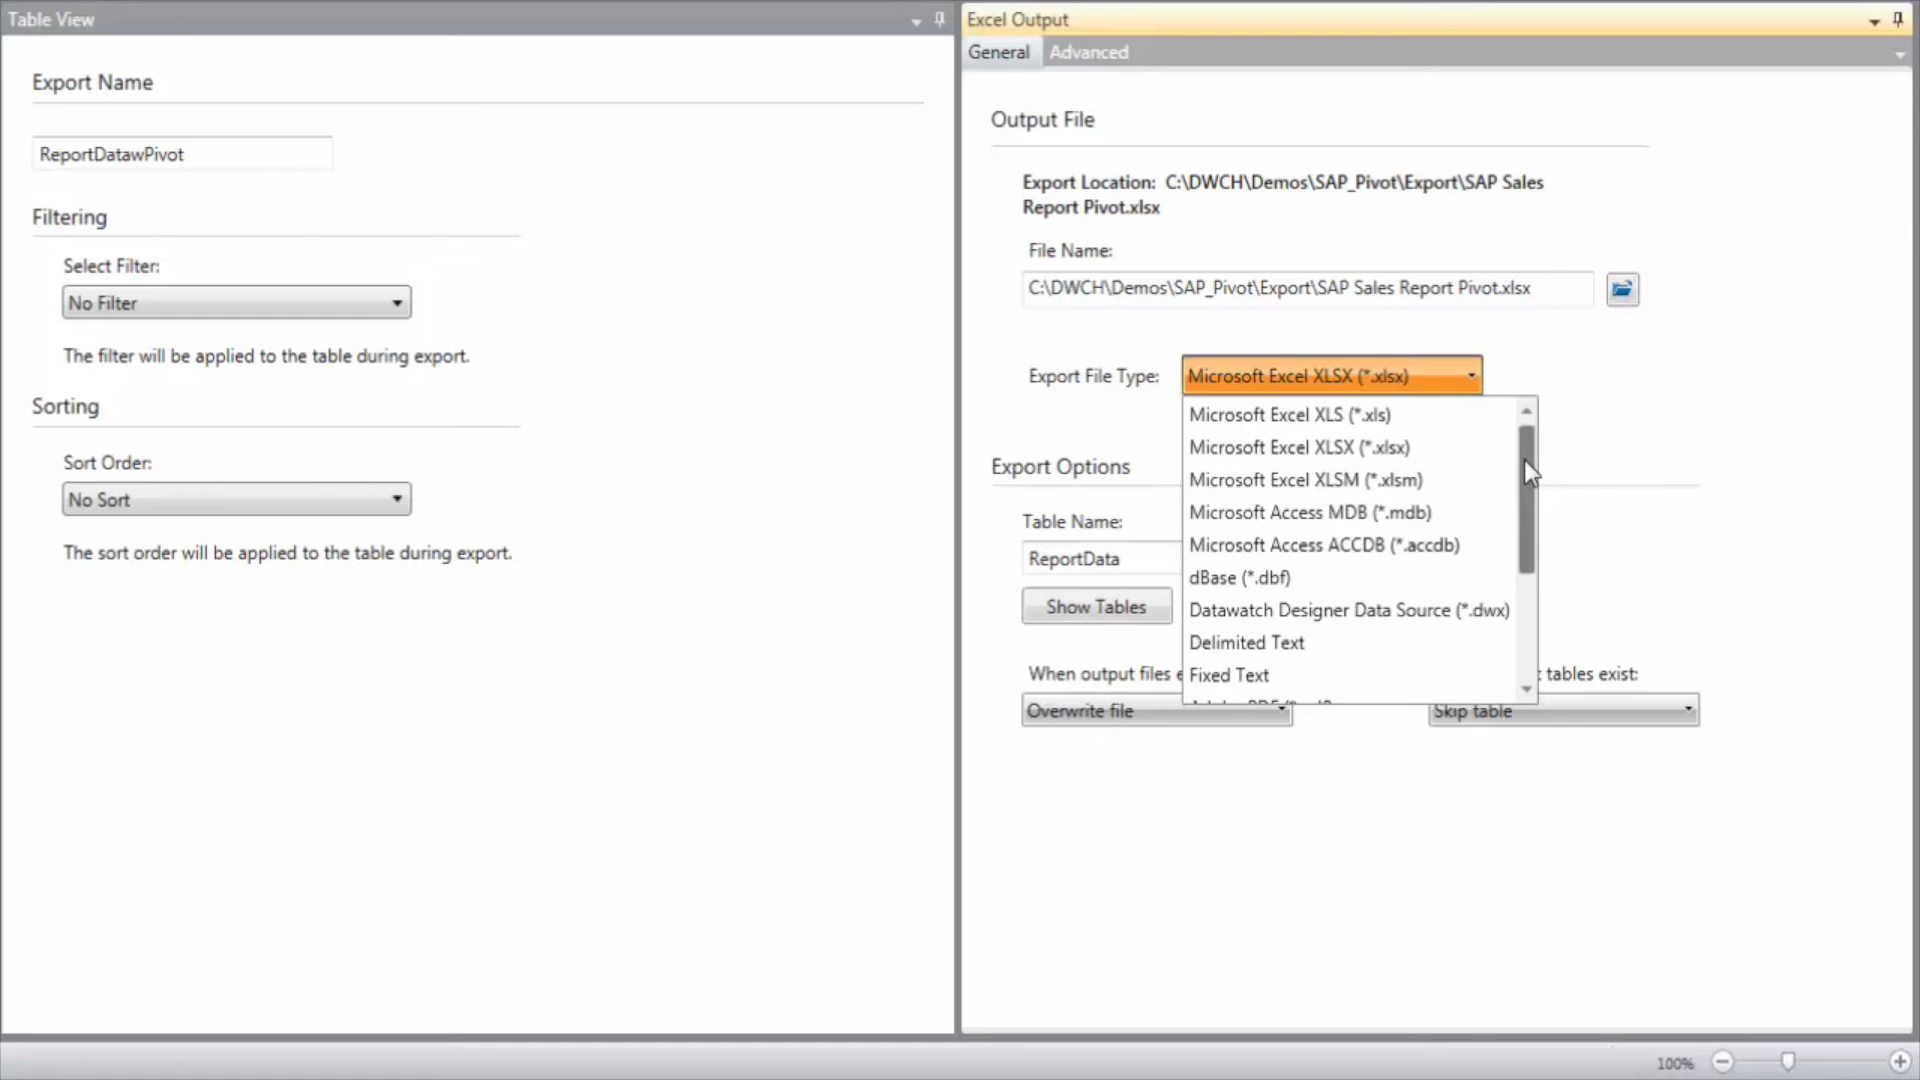 Table View
Export Name
ReportDatawPivot
Filtering
Select Filter:
No Filter
The filter will be applied to the table during export.
Sorting
Sort Order:
No Sort
The sort order will be applied to the table during export.
Excel Output
General Advanced
Output File
Export Location: C:\DWCH\Demos\SAP_Pivot\Export\SAP Sales
Report Pivot.xlsx
File Name:
C:\DWCH\Demos\SAP_Pivot\Export\SAP Sales Report Pivot.xlsx
Export File Type: Microsoft Excel XLSX (*.xlsx)
Microsoft Excel XLS (*.xls)
Microsoft Excel XLSX (*.xlsx)
Microsoft Excel XLSM (*.xlsm)
Microsoft Access MDB (*.mdb)
Microsoft Access ACCDB (*.accdb)
dBase (*.dbf)
Datawatch Designer Data Source (*.dwx)
Delimited Text
Fixed Text
Export Options
Table Name:
ReportData
Show Tables
When output files
tables exist:
Overwrite file
Skip table
100%